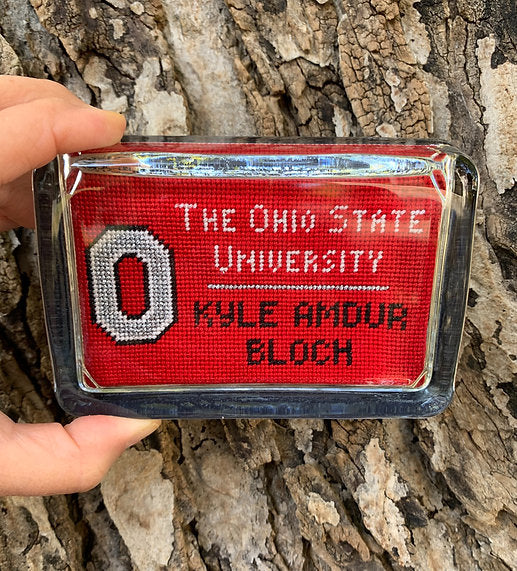 O
THE OHIO STATE
UNIVERSITY
KYLE AMDUR
BLOCH